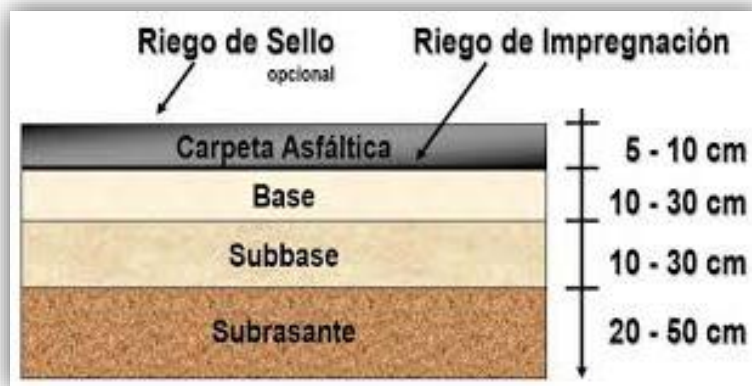 Riego de Sello
opcional
Riego de Impregnación
Carpeta Asfáltica
5 - 10 cm
Base
10 - 30 cm
Subbase
10 - 30 cm
Subrasante
20 - 50 cm